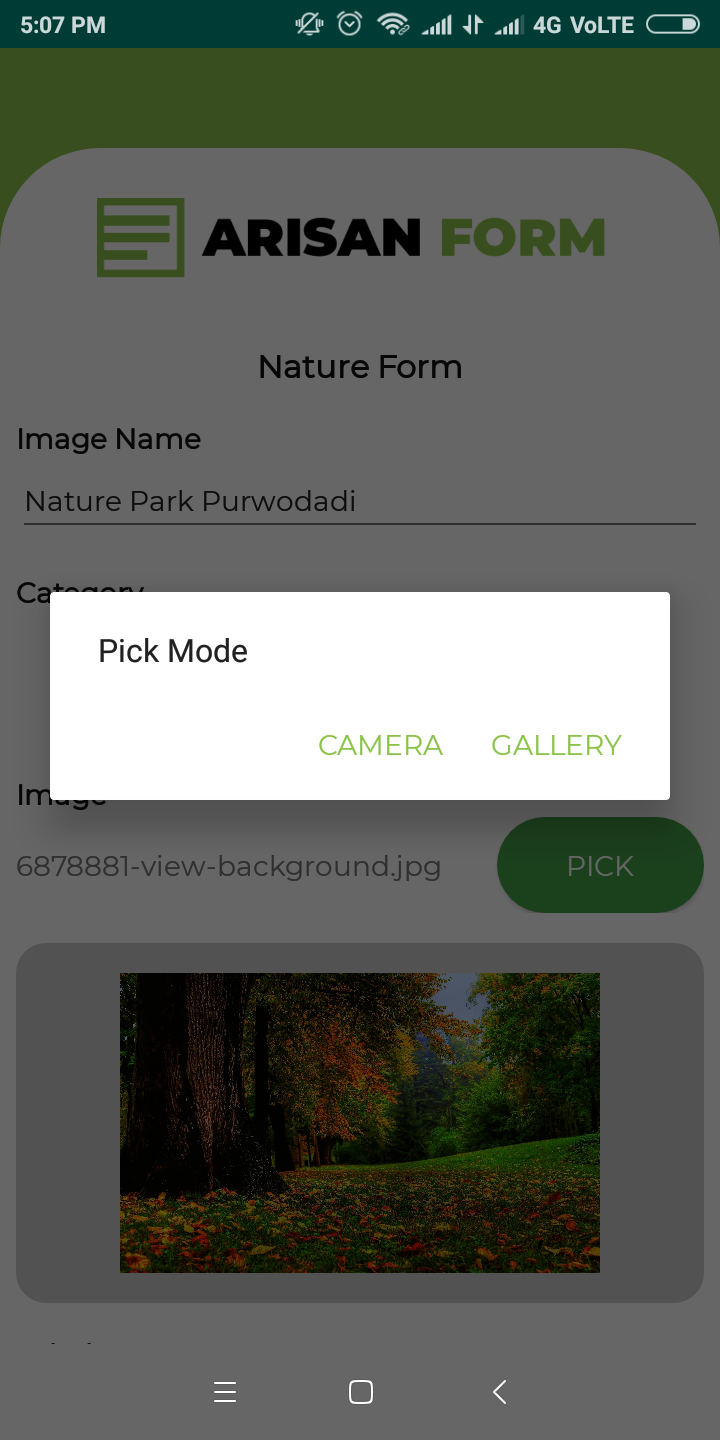 5:07 PM 4G VoLTE
ARISAN FORM
Nature Form
Image Name
Nature Park Purwodadi
Category
Pick Mode
CAMERA GALLERY
Image
6878881-view-background.jpg PICK